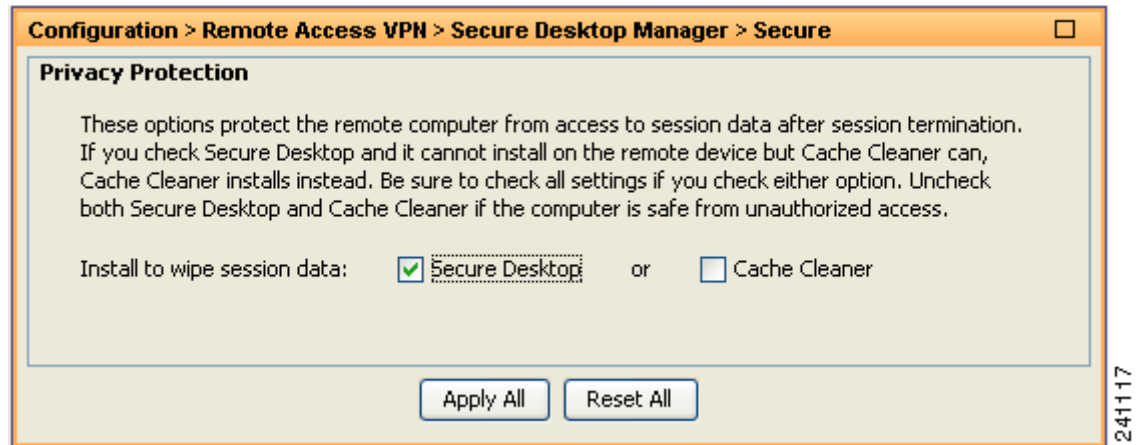 Configuration > Remote Access VPN > Secure Desktop Manager > Secure
Privacy Protection
These options protect the remote computer from access to session data after session termination.
If you check Secure Desktop and it cannot install on the remote device but Cache Cleaner can,
Cache Cleaner installs instead. Be sure to check all settings if you check either option. Uncheck
both Secure Desktop and Cache Cleaner if the computer is safe from unauthorized access.
Install to wipe session data: Secure Desktop or Cache Cleaner
Apply All Reset All
241117